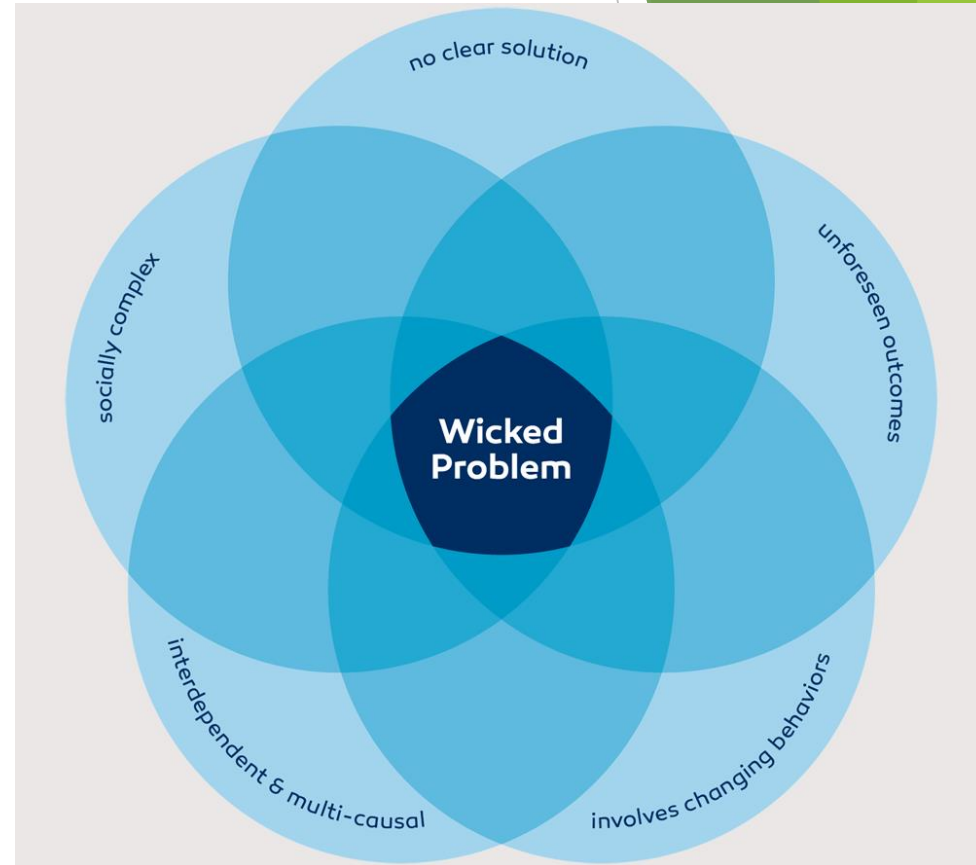 no clear solution
unforeseen outcomes
socially complex
Wicked
Problem
interdependent & multi-causal
involves changing behaviors